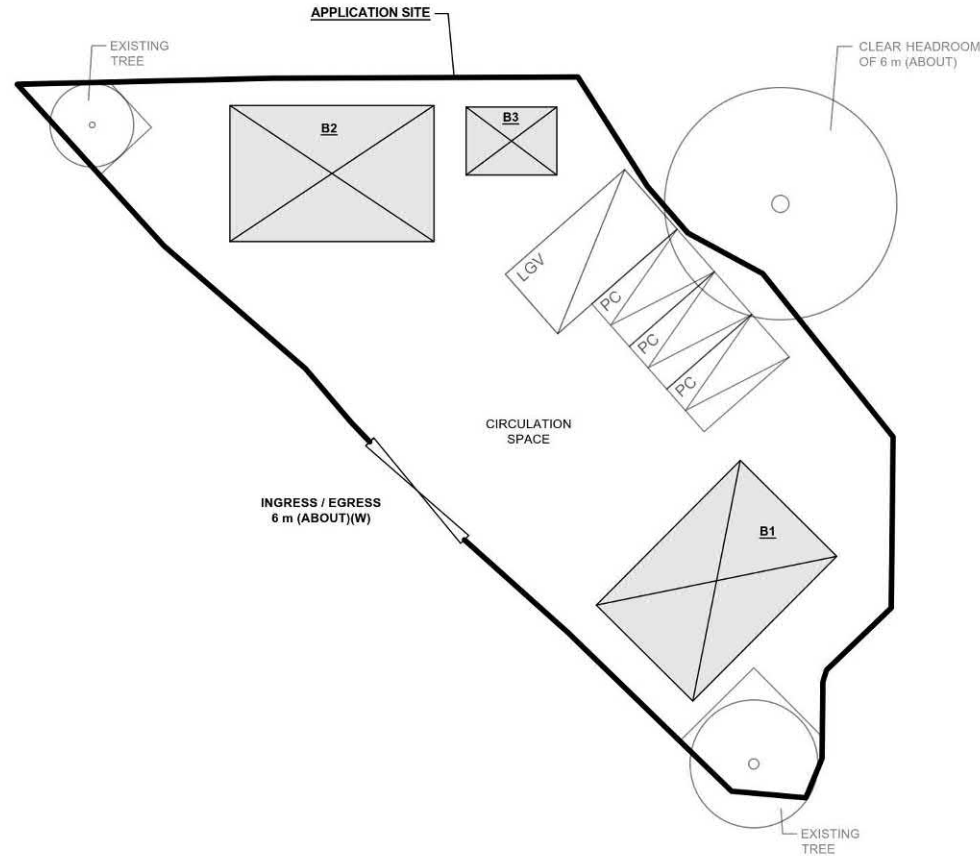 APPLICATION SITE
EXISTING
TREE
CLEAR HEADROOM
OF 6 m (ABOUT)
B2
B3
LGV
PC
PC
PC
CIRCULATION
SPACE
INGRESS / EGRESS
6 m (ABOUT)(W)
B1
EXISTING
TREE